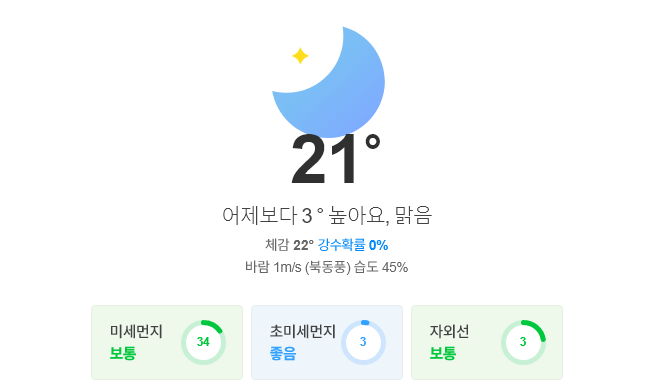 21°
어제보다 3 ° 높아요, 맑음
체감 22° 강수확률 0%
바람 1m/s (북동풍) 습도 45%
미세먼지
보통
34
초미세먼지
좋음
3
자외선
보통
3